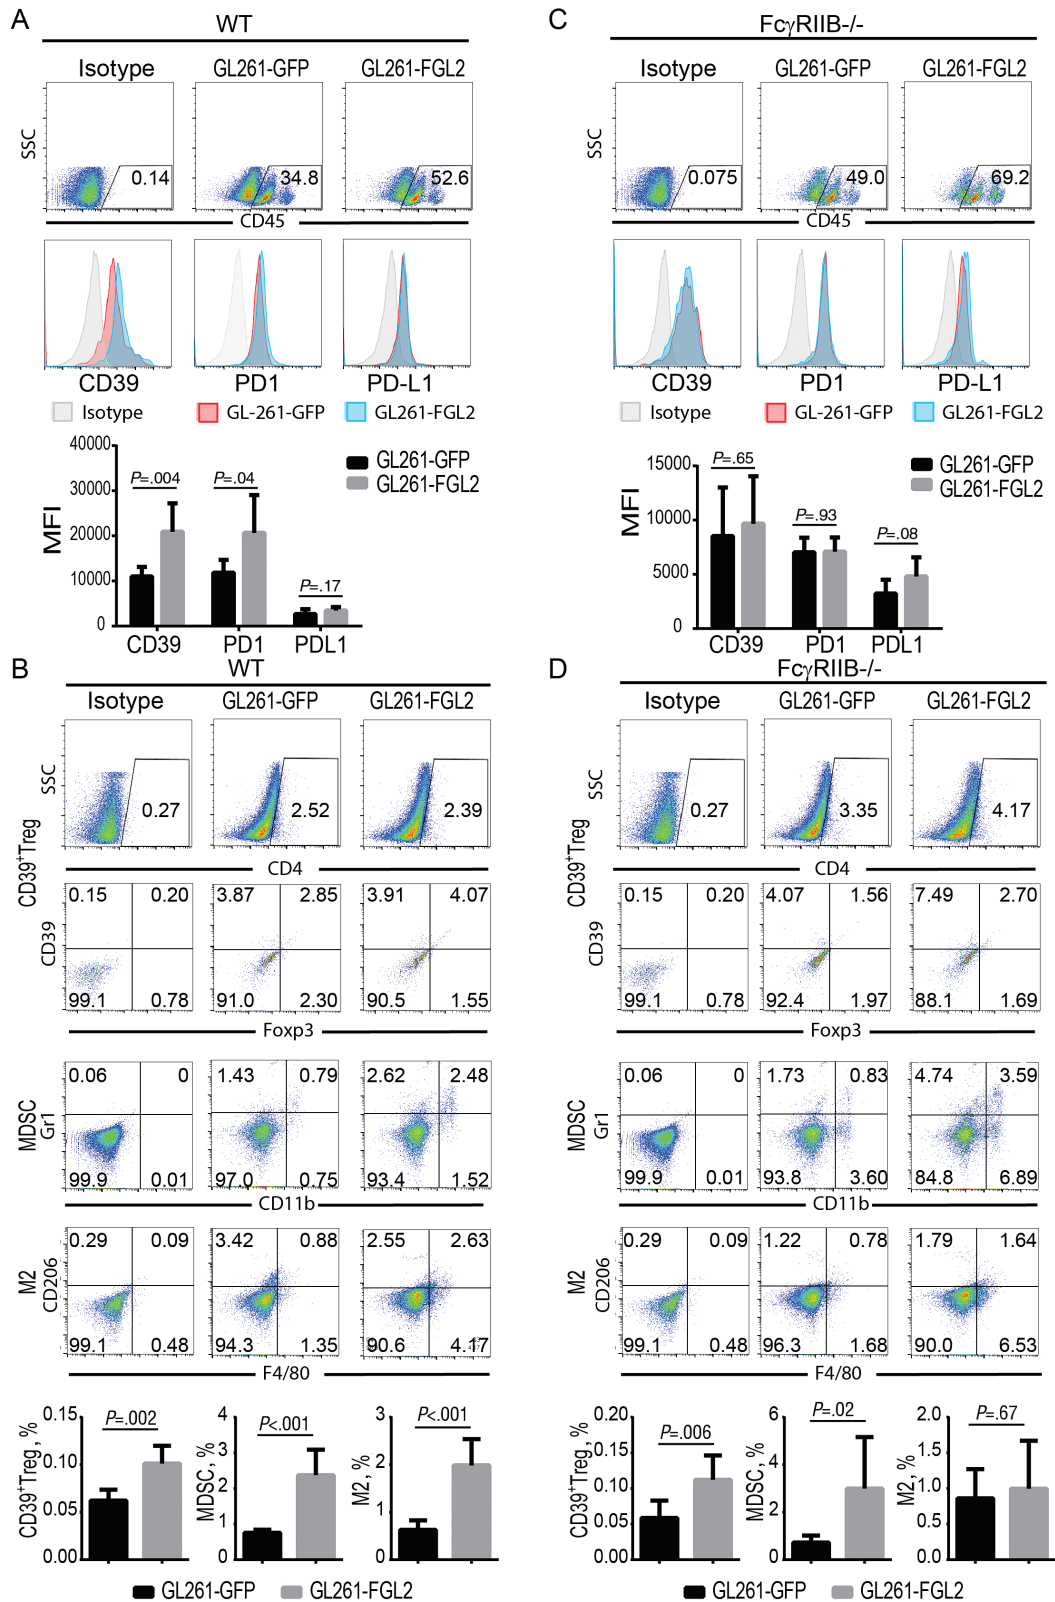 A
WT
Isotype
GL261-GFP
GL261-FGL2
SSC
0.14
34.8
52.6
CD45
CD39
PD1
PD-L1
Isotype
GL-261-GFP
GL261-FGL2
40000
30000
20000
10000
0
MFI
P=.004
P=.04
P=.17
GL261-GFP
GL261-FGL2
CD39
PD1
PDL1
C
FcγRIIB-/-
Isotype
GL261-GFP
GL261-FGL2
SSC
0.075
49.0
69.2
CD45
CD39
PD1
PD-L1
Isotype
GL-261-GFP
GL261-FGL2
15000
10000
5000
0
MFI
P=.65
P=.93
P=.08
GL261-GFP
GL261-FGL2
CD39
PD1
PDL1
B
WT
Isotype
GL261-GFP
GL261-FGL2
CD39+Treg
SSC
0.27
2.52
2.39
CD4
CD39
0.15 0.20
99.1 0.78
3.87 2.85
91.0 2.30
3.91 4.07
90.5 1.55
Foxp3
MDSC
Gr1
0.06 0
99.9 0.01
1.43 0.79
97.0 0.75
2.62 2.48
93.4 1.52
CD11b
M2
CD206
0.29 0.09
99.1 0.48
3.42 0.88
94.3 1.35
2.55 2.63
90.6 4.17
F4/80
CD39+Treg, %
0.15
0.10
0.05
0.00
P=.002
MDSC, %
4
3
2
1
0
P<.001
M2, %
3
2
1
0
P<.001
GL261-GFP
GL261-FGL2
D
FcγRIIB-/-
Isotype
GL261-GFP
GL261-FGL2
CD39+Treg
SSC
0.27
3.35
4.17
CD4
CD39
0.15 0.20
99.1 0.78
4.07 1.56
92.4 1.97
7.49 2.70
88.1 1.69
Foxp3
MDSC
Gr1
0.06 0
99.9 0.01
1.73 0.83
93.8 3.60
4.74 3.59
84.8 6.89
CD11b
M2
CD206
0.29 0.09
99.1 0.48
1.22 0.78
96.3 1.68
1.79 1.64
90.0 6.53
F4/80
CD39+Treg, %
0.20
0.15
0.10
0.05
0.00
P=.006
MDSC, %
6
4
2
0
P=.02
M2, %
2.0
1.5
1.0
0.5
0.0
P=.67
GL261-GFP
GL261-FGL2